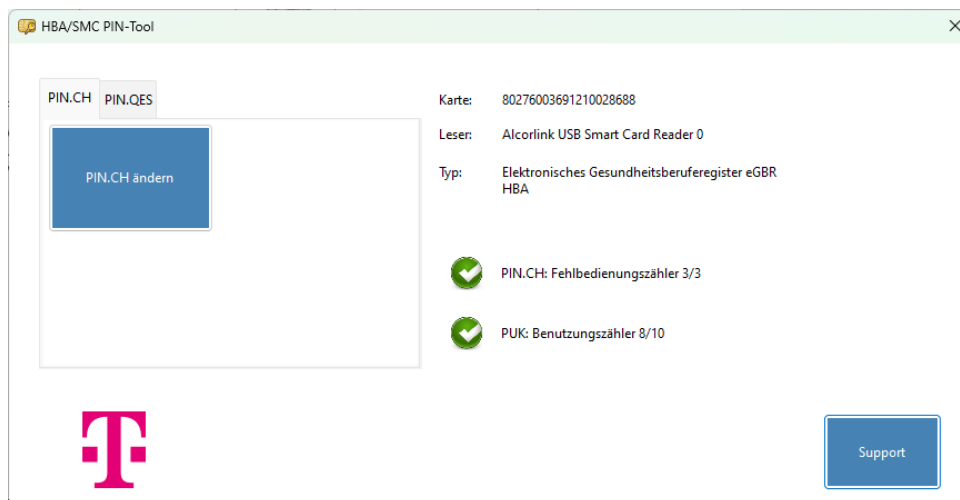 HBA/SMC PIN-Tool
PIN.CH
PIN.QES
PIN.CH ändern
Karte: 80276003691210028688
Leser: Alcorlink USB Smart Card Reader 0
Typ: Elektronisches Gesundheitsberuferegister eGBR
HBA
PIN.CH: Fehlbedienungszähler 3/3
PUK: Benutzungszähler 8/10
T
Support